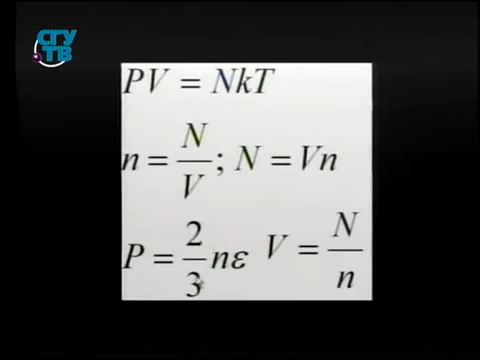 СГУ
ТВ
PV = NkT
n = N/V ; N = Vn
P = 2/3 nε V = N/n